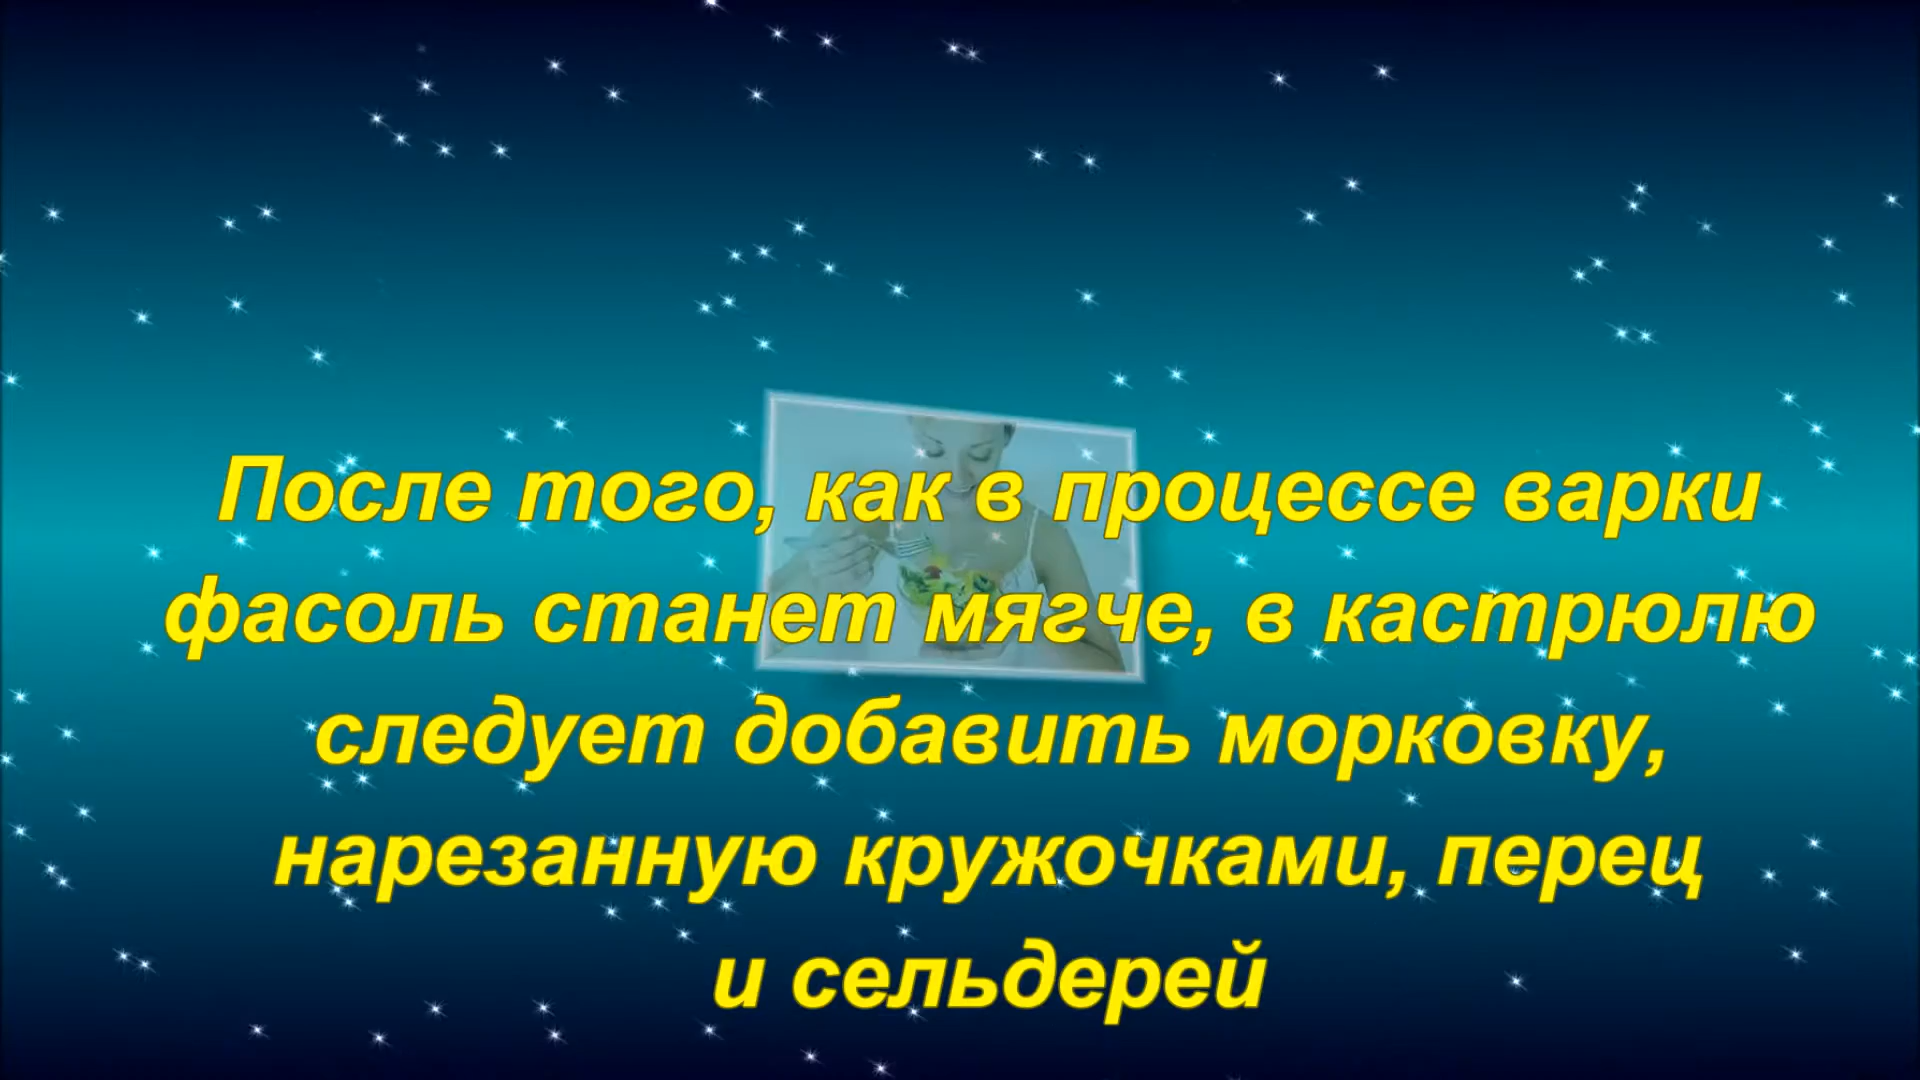 После того, как в процессе варки
фасоль станет мягче, в кастрюлю
следует добавить морковку,
нарезанную кружочками, перец
и сельдерей